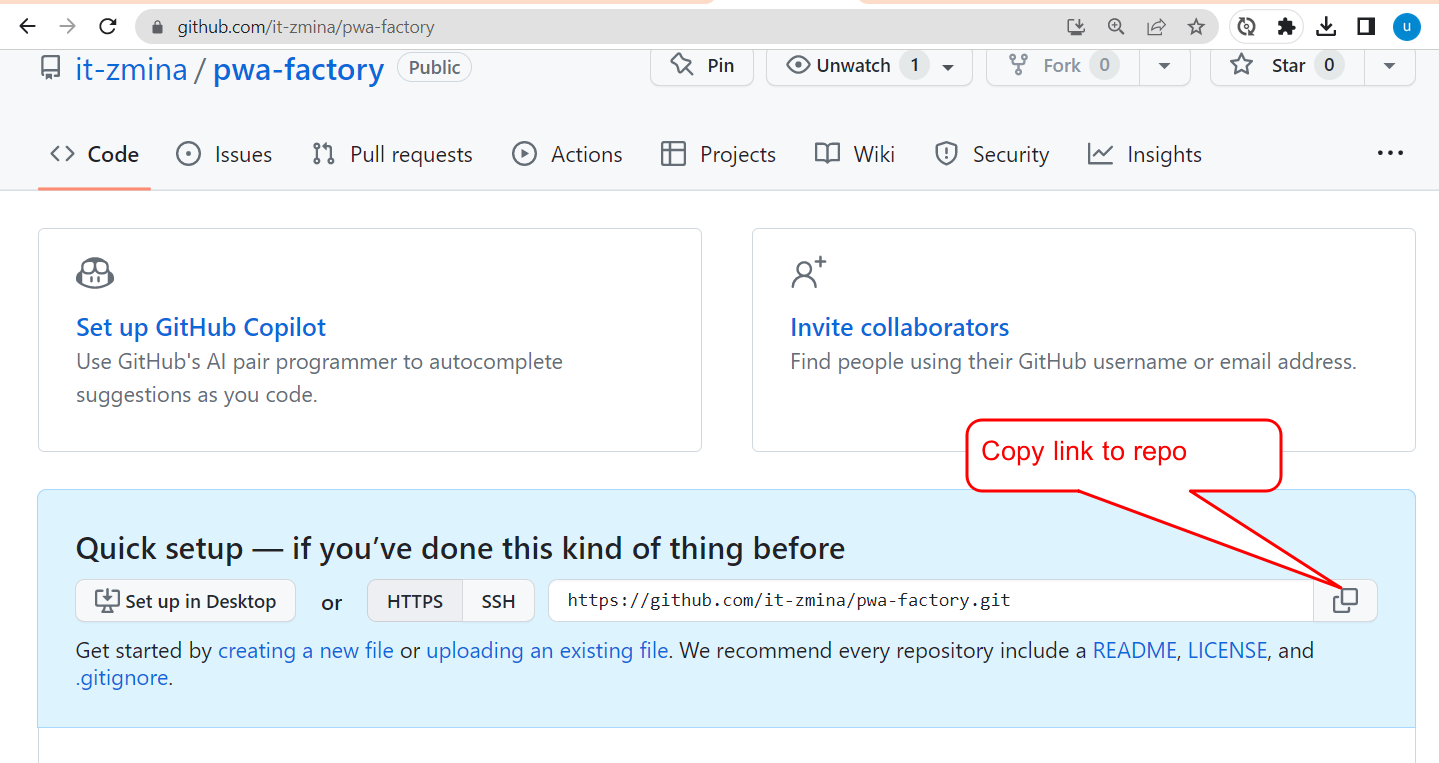 github.com/it-zmina/pwa-factory
u
it-zmina / pwa-factory Public
Pin
Unwatch 1
Fork 0
Star 0
Code
Issues
Pull requests
Actions
Projects
Wiki
Security
Insights
Set up GitHub Copilot
Use GitHub's AI pair programmer to autocomplete
suggestions as you code.
Invite collaborators
Find people using their GitHub username or email address.
Copy link to repo
Quick setup — if you’ve done this kind of thing before
Set up in Desktop or HTTPS SSH https://github.com/it-zmina/pwa-factory.git
Get started by creating a new file or uploading an existing file. We recommend every repository include a README, LICENSE, and
.gitignore.